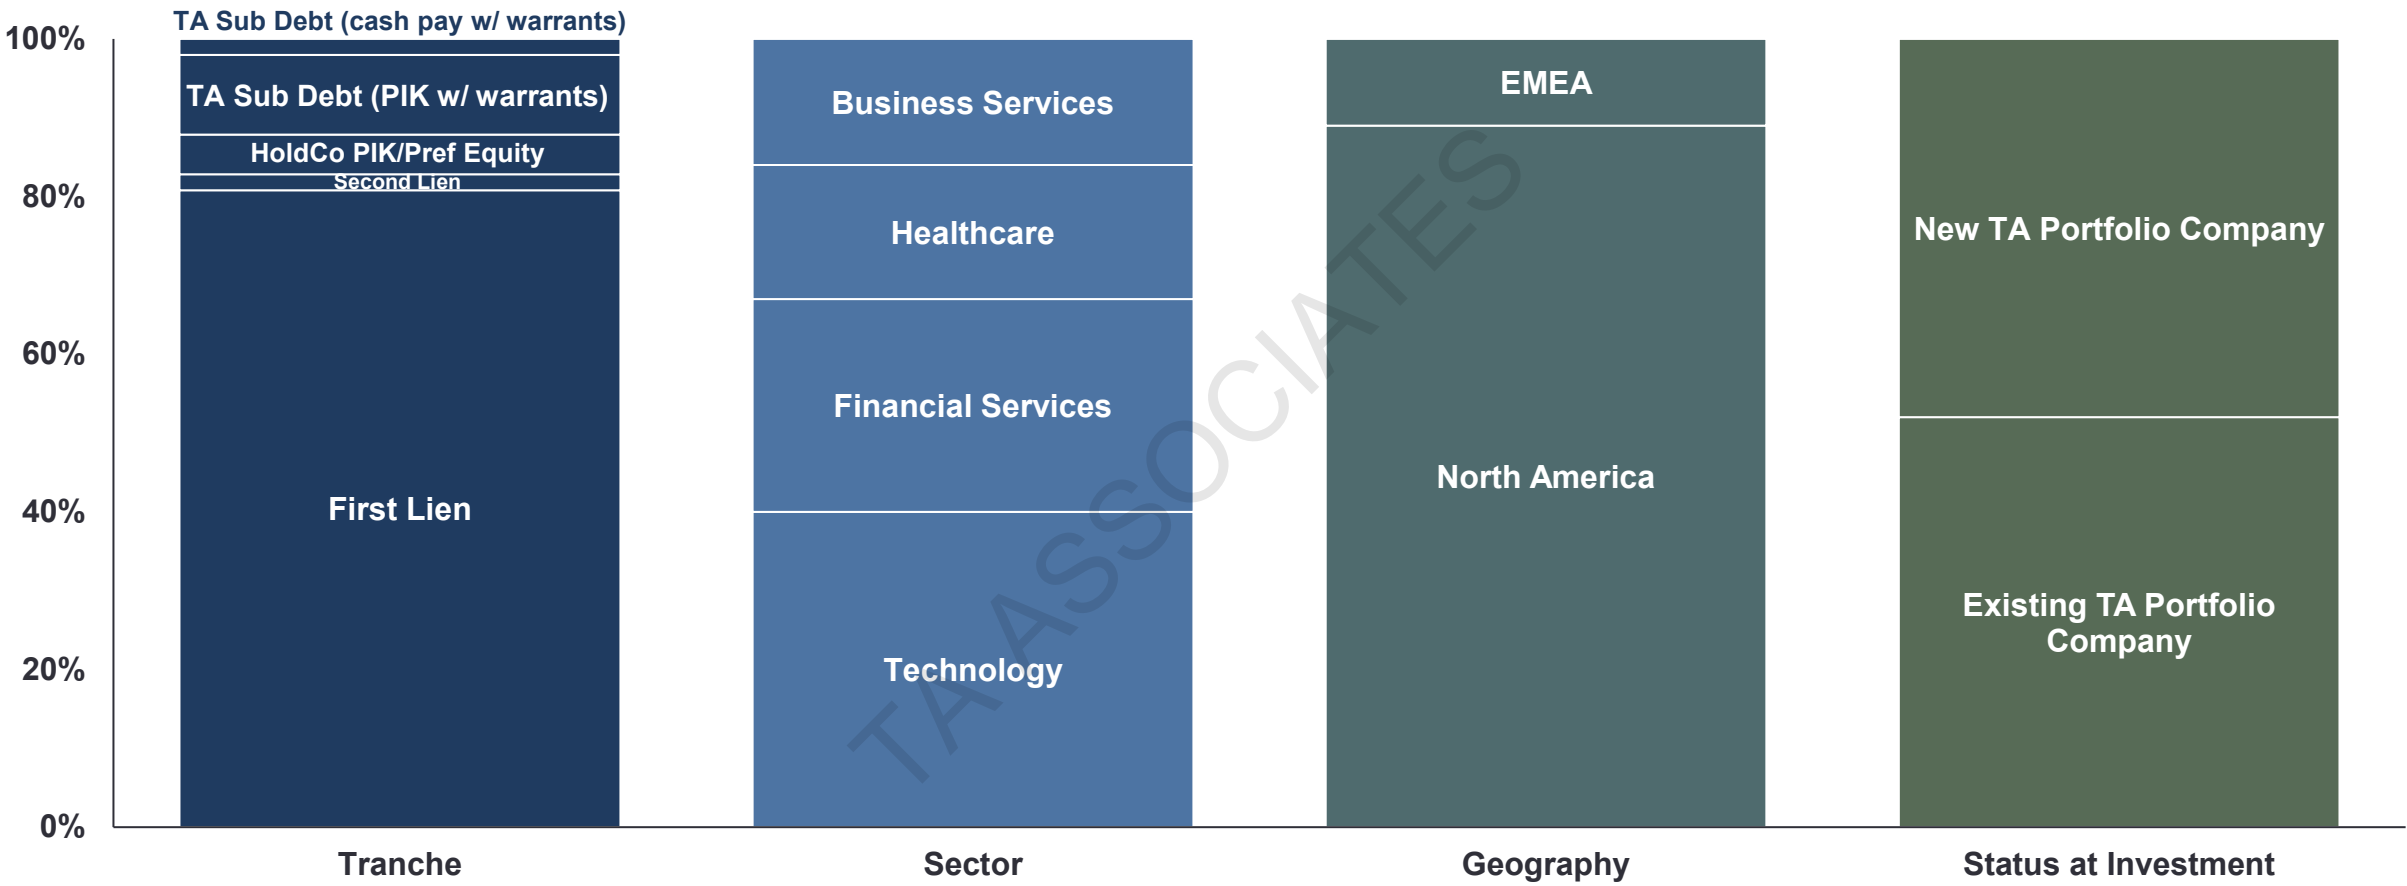 TA Sub Debt (cash pay w/ warrants)
100%
80%
60%
40%
20%
0%
TA Sub Debt (PIK w/ warrants)
HoldCo PIK/Pref Equity
Second Lien
First Lien
Business Services
Healthcare
Financial Services
Technology
EMEA
North America
New TA Portfolio Company
Existing TA Portfolio
Company
Tranche
Sector
Geography
Status at Investment
TA ASSOCIATES